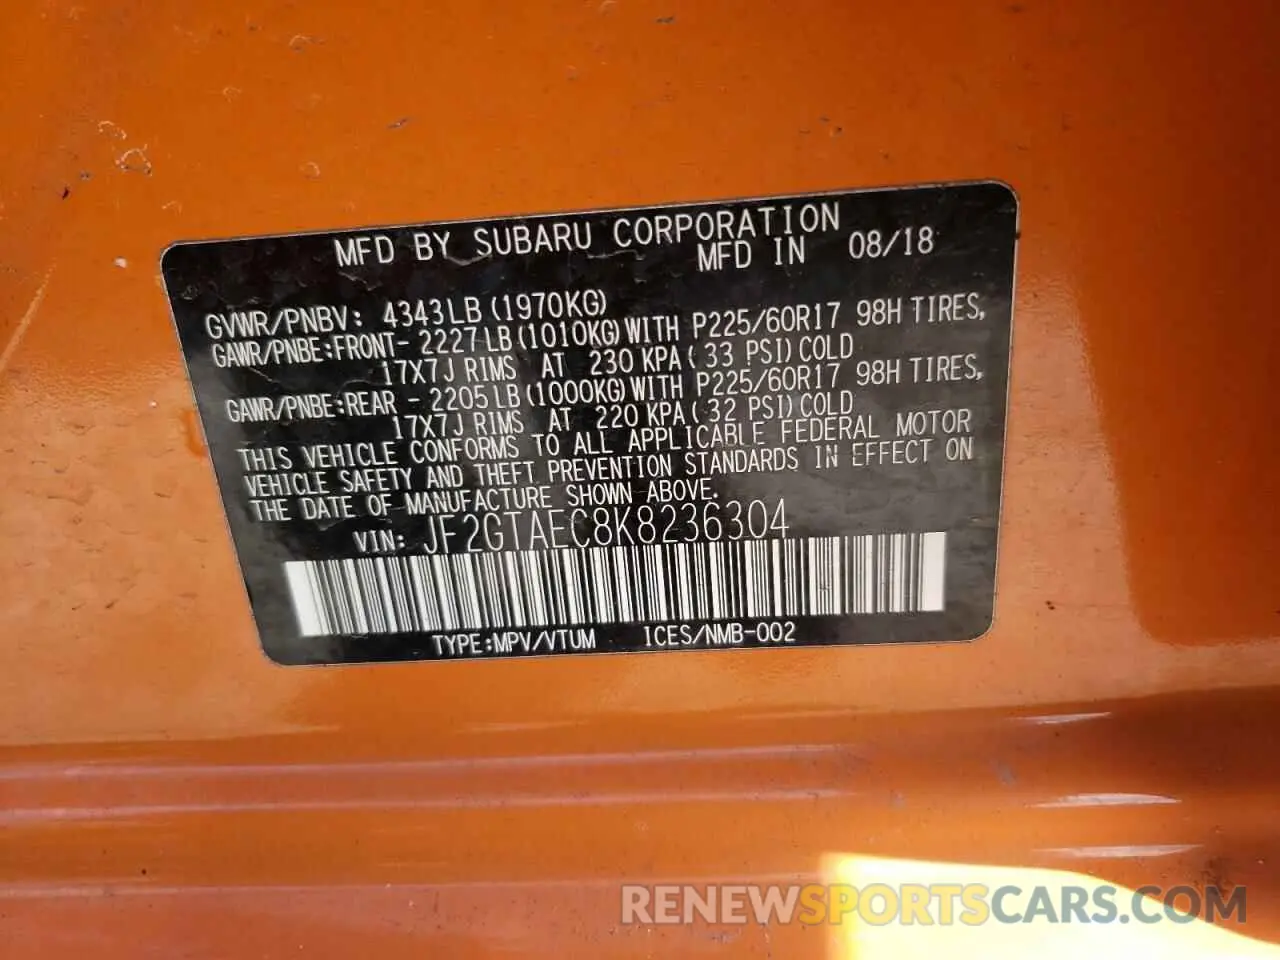 MFD BY SUBARU CORPORATION
MFD IN 08/18
GVWR/PNBV: 4343LB(1970KG)
GAWR/PNBE:FRONT- 2227LB(1010KG)WITH P225/60R17 98H TIRES,
17X7J RIMS AT 230 KPA(33 PSI)COLD
GAWR/PNBE:REAR - 2205LB(1000KG)WITH P225/60R17 98H TIRES,
17X7J RIMS AT 220 KPA(32 PSI)COLD
THIS VEHICLE CONFORMS TO ALL APPLICABLE FEDERAL MOTOR
VEHICLE SAFETY AND THEFT PREVENTION STANDARDS IN EFFECT ON
THE DATE OF MANUFACTURE SHOWN ABOVE.
VIN: JF2GTAEC8K8236304
TYPE:MPV/VTUM ICES/NMB-002
RENEWSPORTSCARS.COM